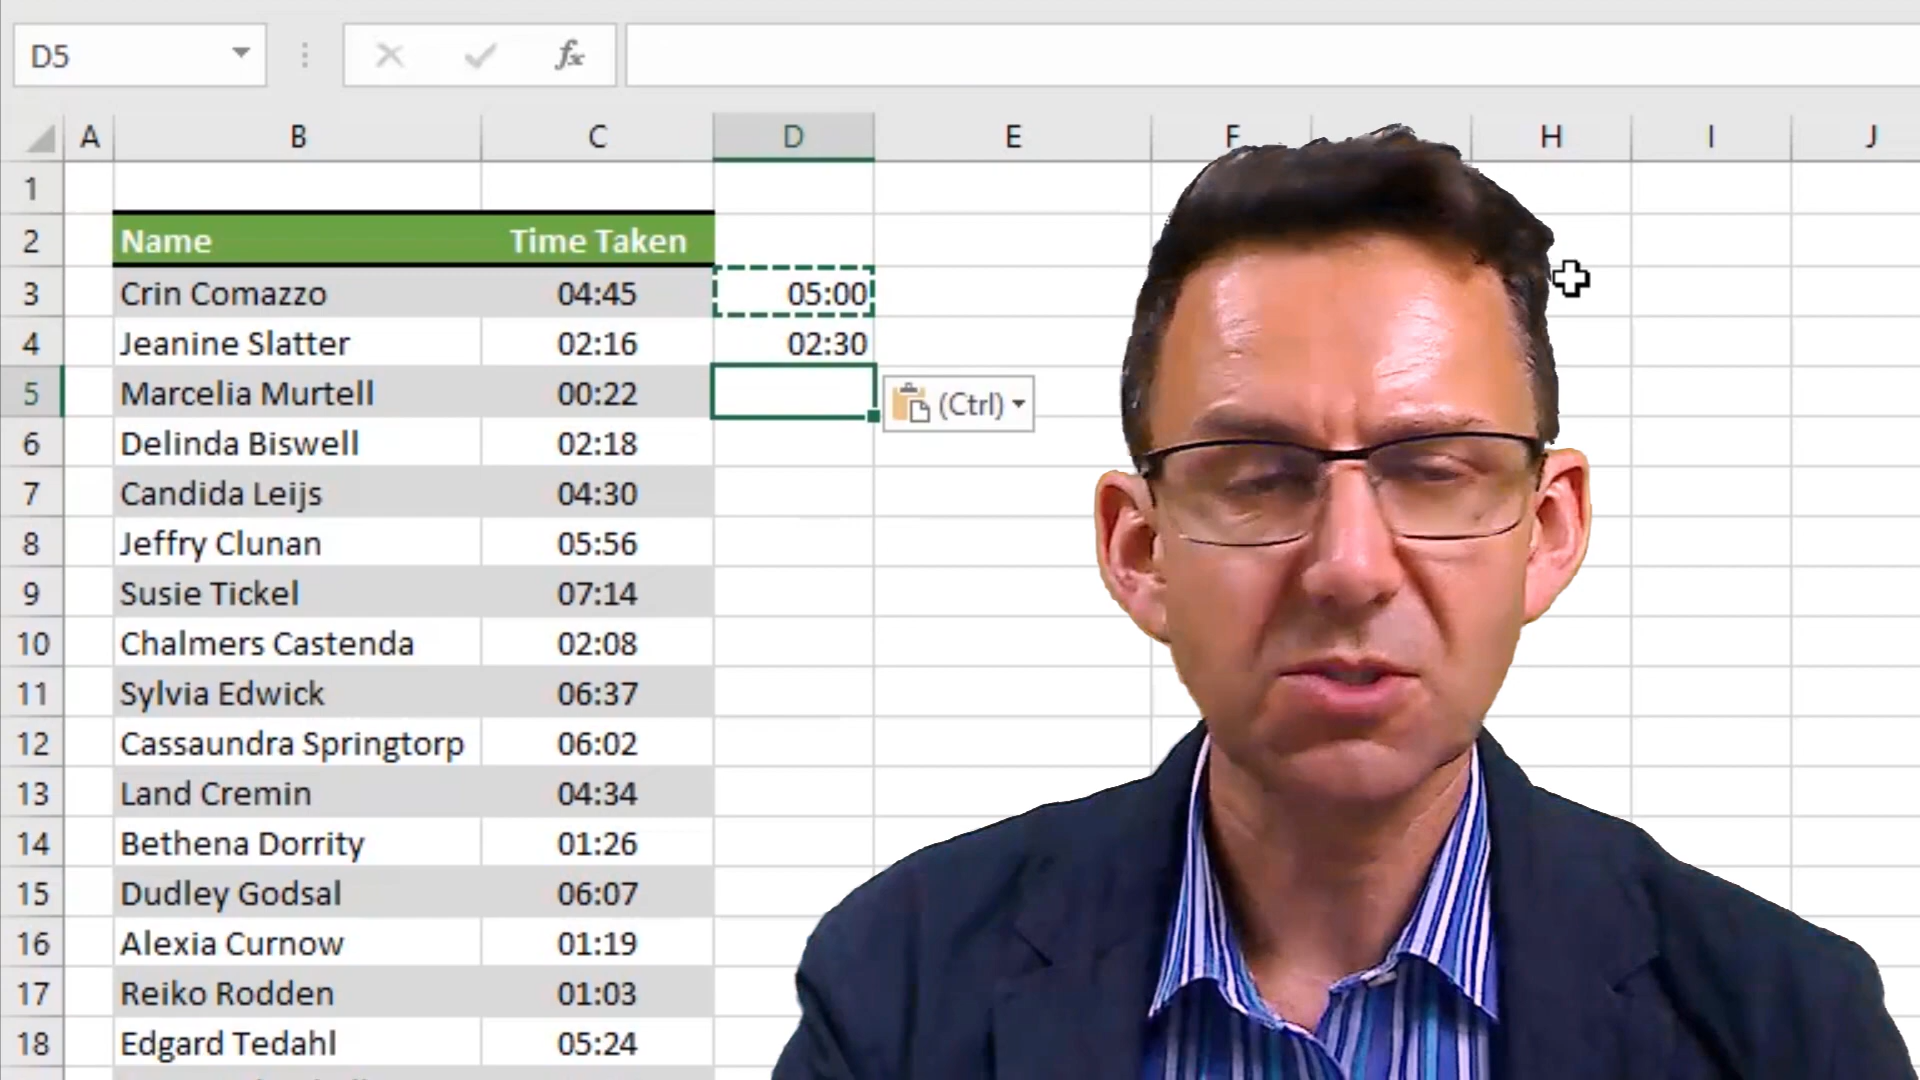 D5 fx
A B C D E F H I J
1
2 Name Time Taken
3 Crin Comazzo 04:45 05:00
4 Jeanine Slatter 02:16 02:30
5 Marcelia Murtell 00:22 (Ctrl)
6 Delinda Biswell 02:18
7 Candida Leijs 04:30
8 Jeffry Clunan 05:56
9 Susie Tickel 07:14
10 Chalmers Castenda 02:08
11 Sylvia Edwick 06:37
12 Cassaundra Springtorp 06:02
13 Land Cremin 04:34
14 Bethena Dorrity 01:26
15 Dudley Godsal 06:07
16 Alexia Curnow 01:19
17 Reiko Rodden 01:03
18 Edgard Tedahl 05:24